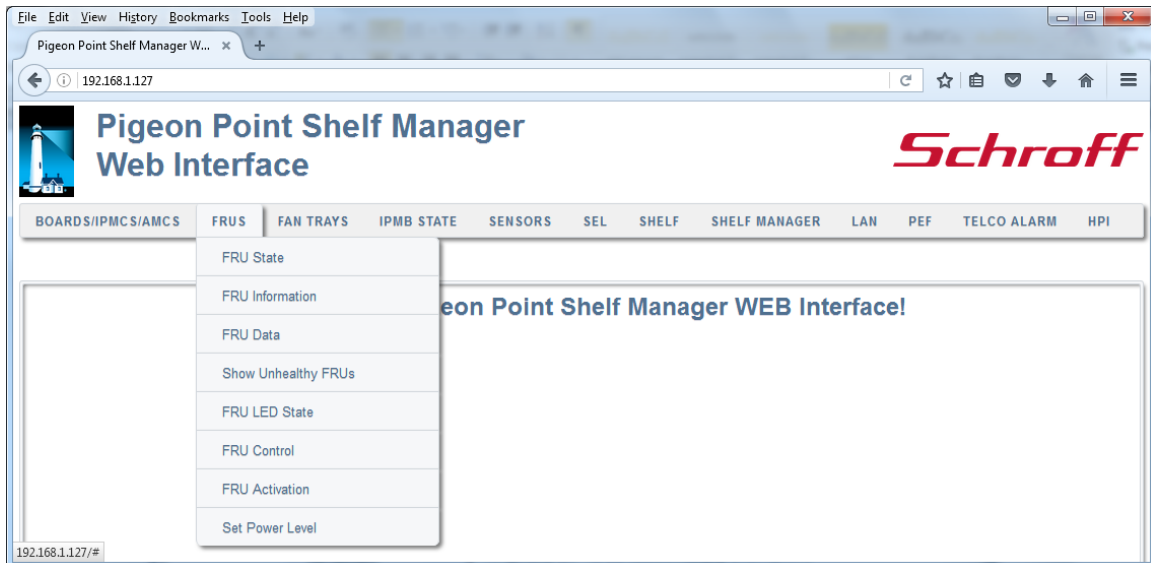 File Edit View History Bookmarks Tools Help
Pigeon Point Shelf Manager W... × +
192.168.1.127
Pigeon Point Shelf Manager
Web Interface
Schroff
BOARDS/IPMCS/AMCS FRUS FAN TRAYS IPMB STATE SENSORS SEL SHELF SHELF MANAGER LAN PEF TELCO ALARM HPI
FRU State
FRU Information
eon Point Shelf Manager WEB Interface!
FRU Data
Show Unhealthy FRUs
FRU LED State
FRU Control
FRU Activation
Set Power Level
192.168.1.127/#